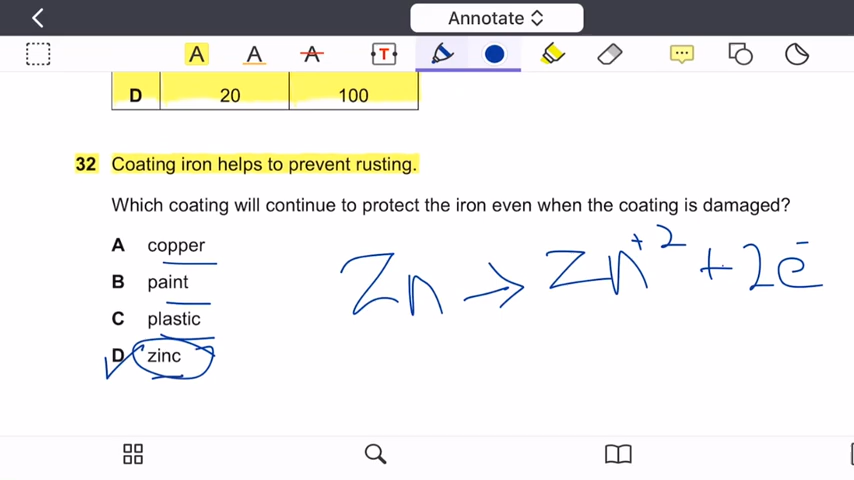 Annotate
A A A T
D 20 100
32 Coating iron helps to prevent rusting.
Which coating will continue to protect the iron even when the coating is damaged?
A copper
B paint
C plastic
D zinc
Zn → Zn⁺² + 2e⁻